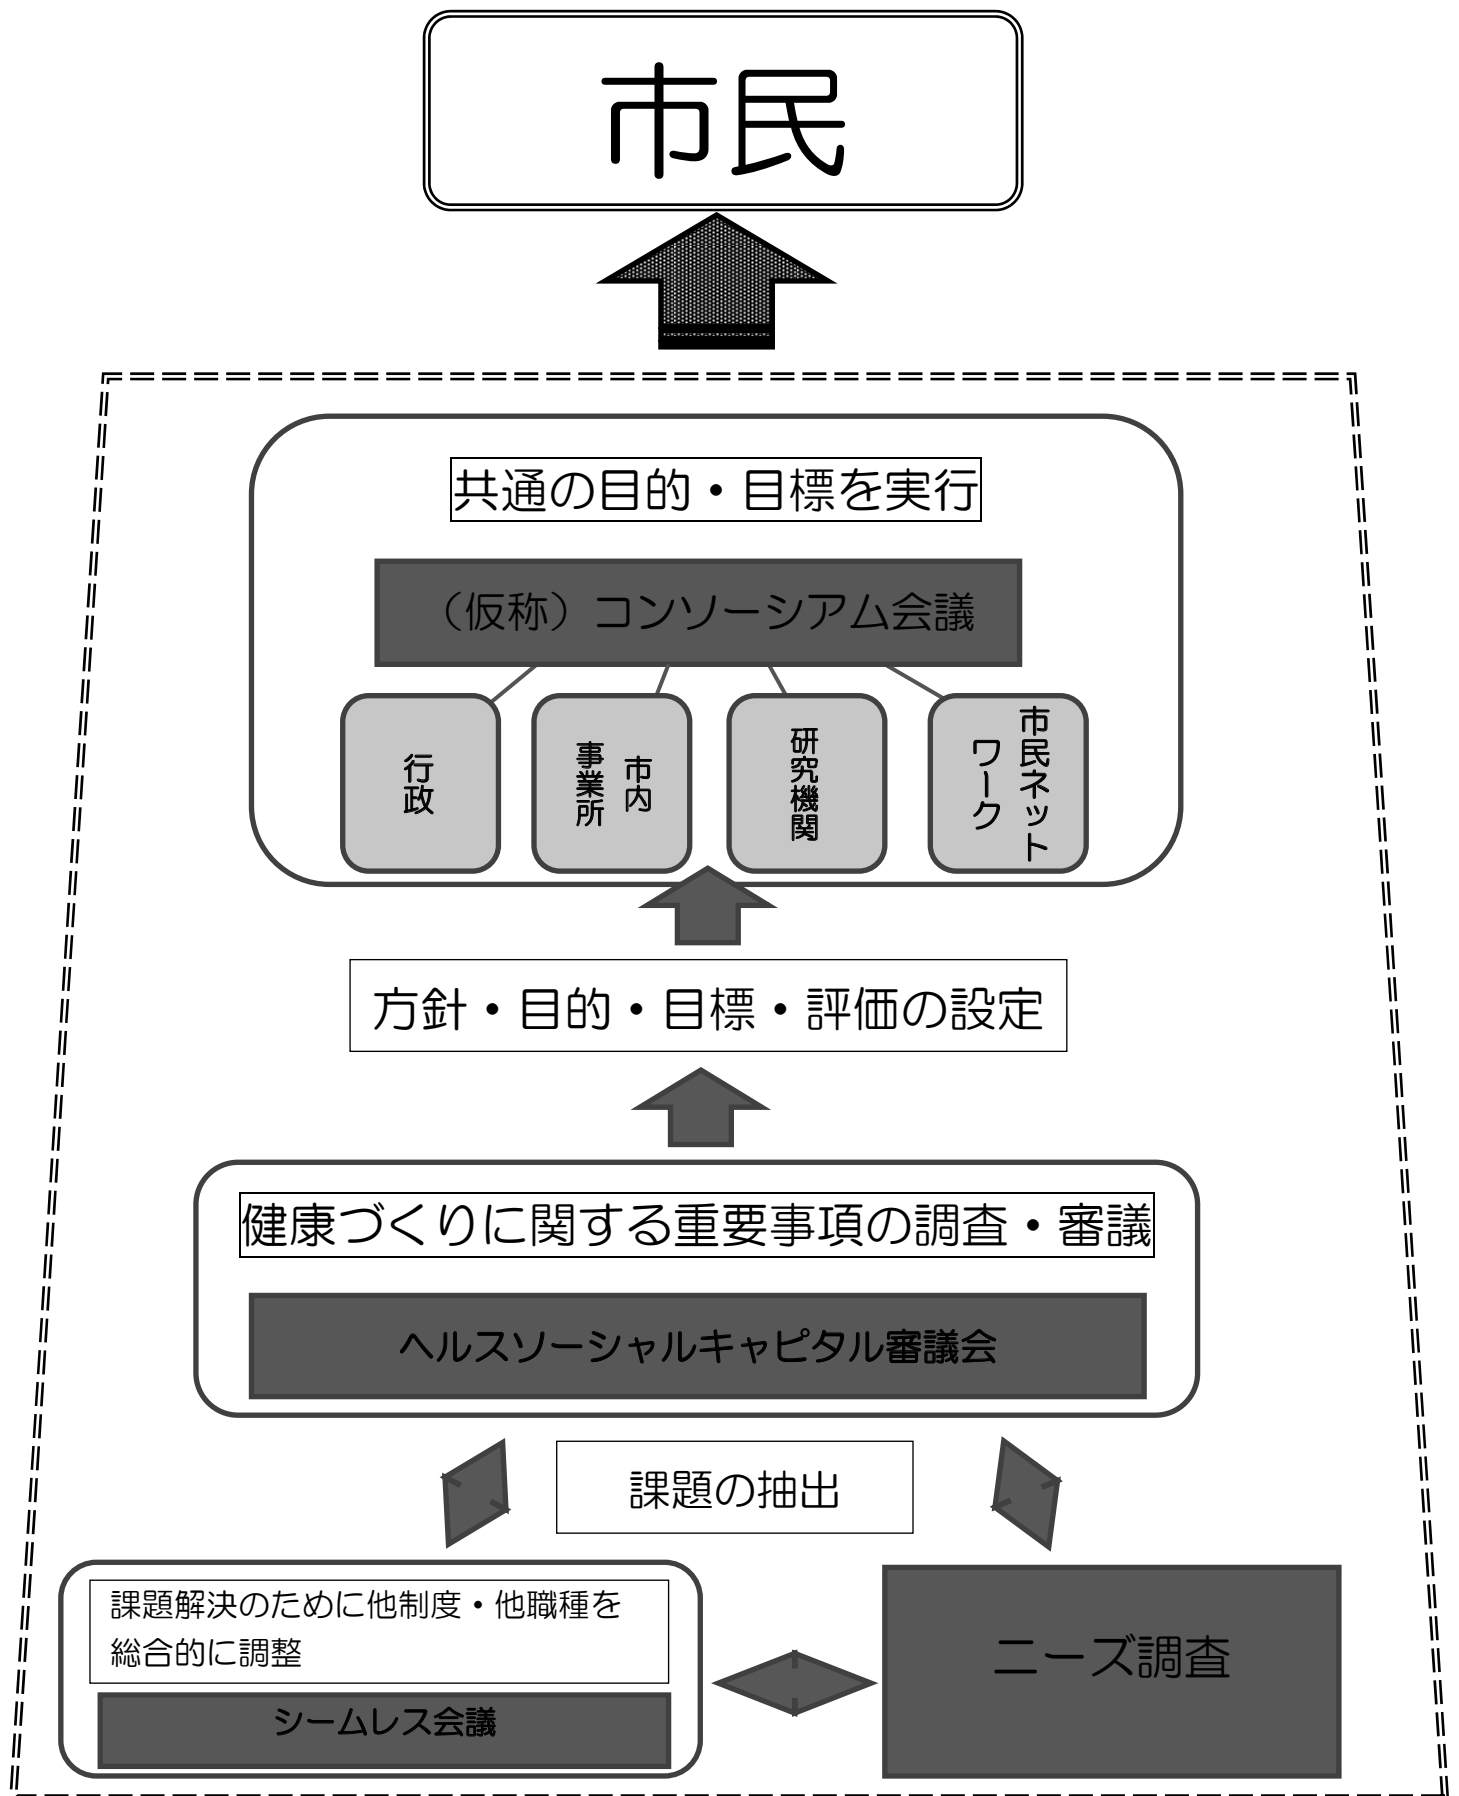 市民
共通の目的・目標を実行
（仮称）コンソーシアム会議
行政
市内
事業所
研究機関
市民ネット
ワーク
方針・目的・目標・評価の設定
健康づくりに関する重要事項の調査・審議
ヘルスソーシャルキャピタル審議会
課題の抽出
課題解決のために他制度・他職種を
総合的に調整
シームレス会議
ニーズ調査